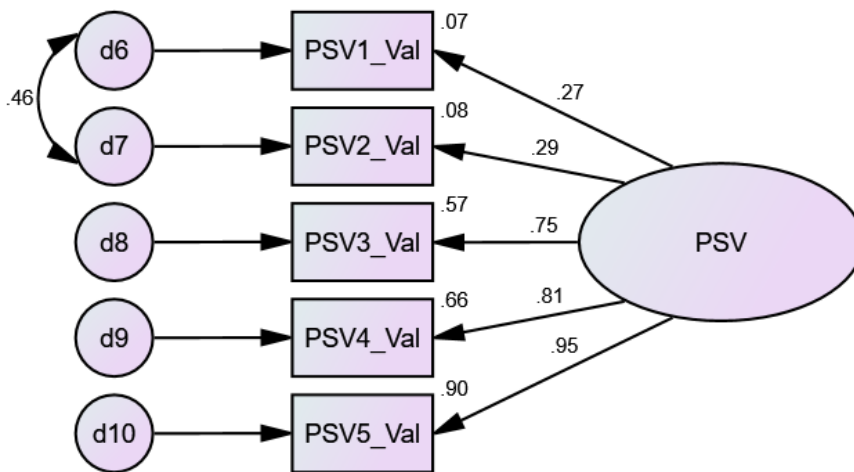 d6
PSV1_Val
.07
.27
.46
d7
PSV2_Val
.08
.29
d8
PSV3_Val
.57
.75
PSV
d9
PSV4_Val
.66
.81
d10
PSV5_Val
.90
.95